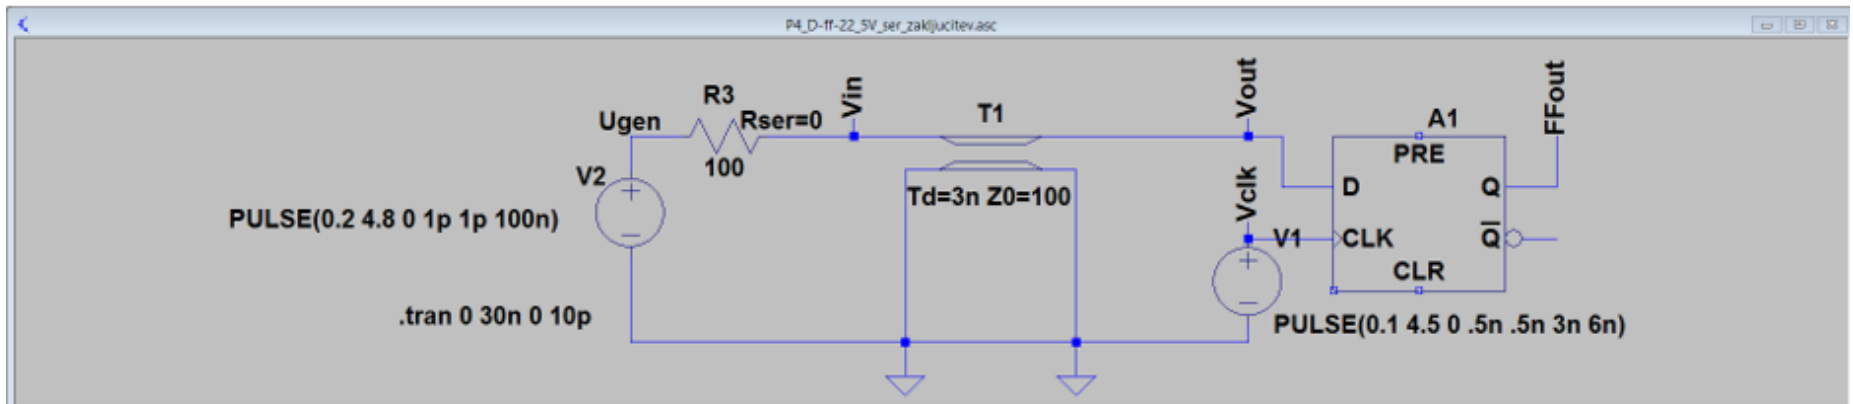 P4_D-ff-22_5V_ser_zakljucitev.asc
Ugen
R3
Rser=0
100
Vin
T1
Td=3n Z0=100
Vout
A1
FFout
PRE
V2
D
Q
PULSE(0.2 4.8 0 1p 1p 100n)
Vclk
V1
CLK
Q
CLR
.tran 0 30n 0 10p
PULSE(0.1 4.5 0 .5n .5n 3n 6n)